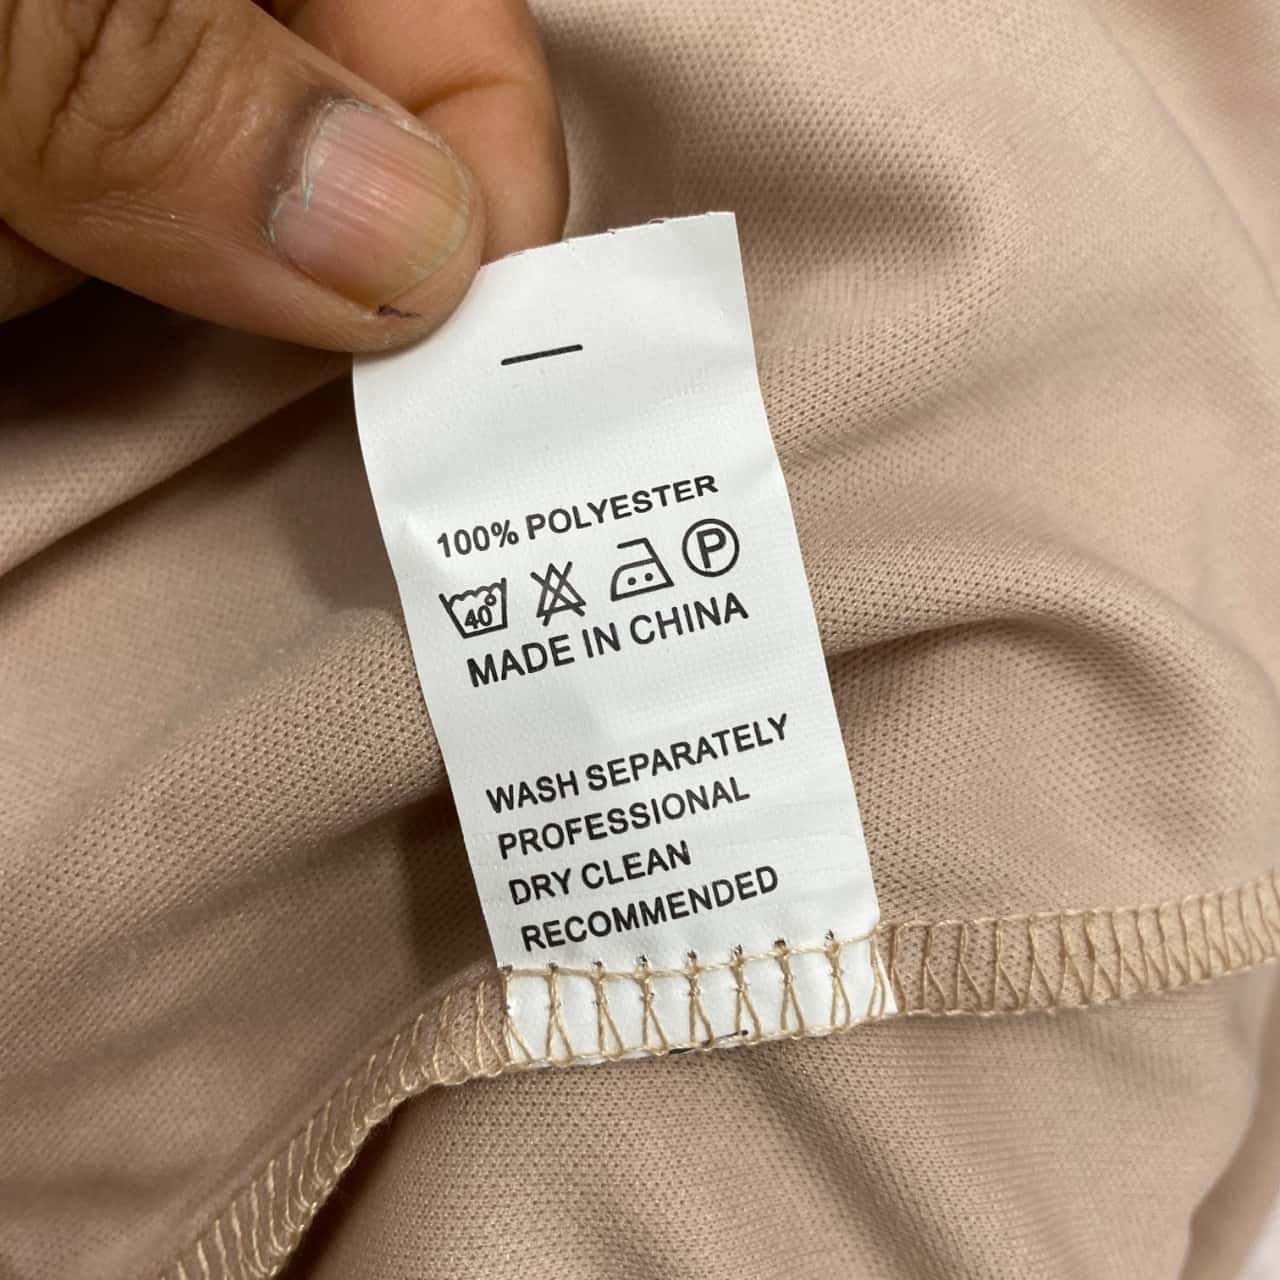 100% POLYESTER
40° P
MADE IN CHINA
WASH SEPARATELY
PROFESSIONAL
DRY CLEAN
RECOMMENDED